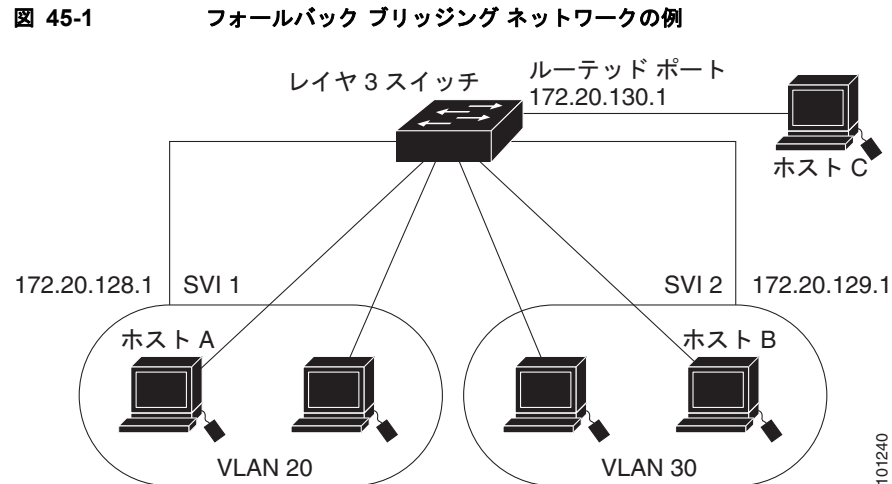 図 45-1 フォールバック ブリッジング ネットワークの例
レイヤ 3 スイッチ
ルーテッド ポート
172.20.130.1
ホスト C
172.20.128.1
SVI 1
SVI 2
172.20.129.1
ホスト A
ホスト B
VLAN 20
VLAN 30
101240